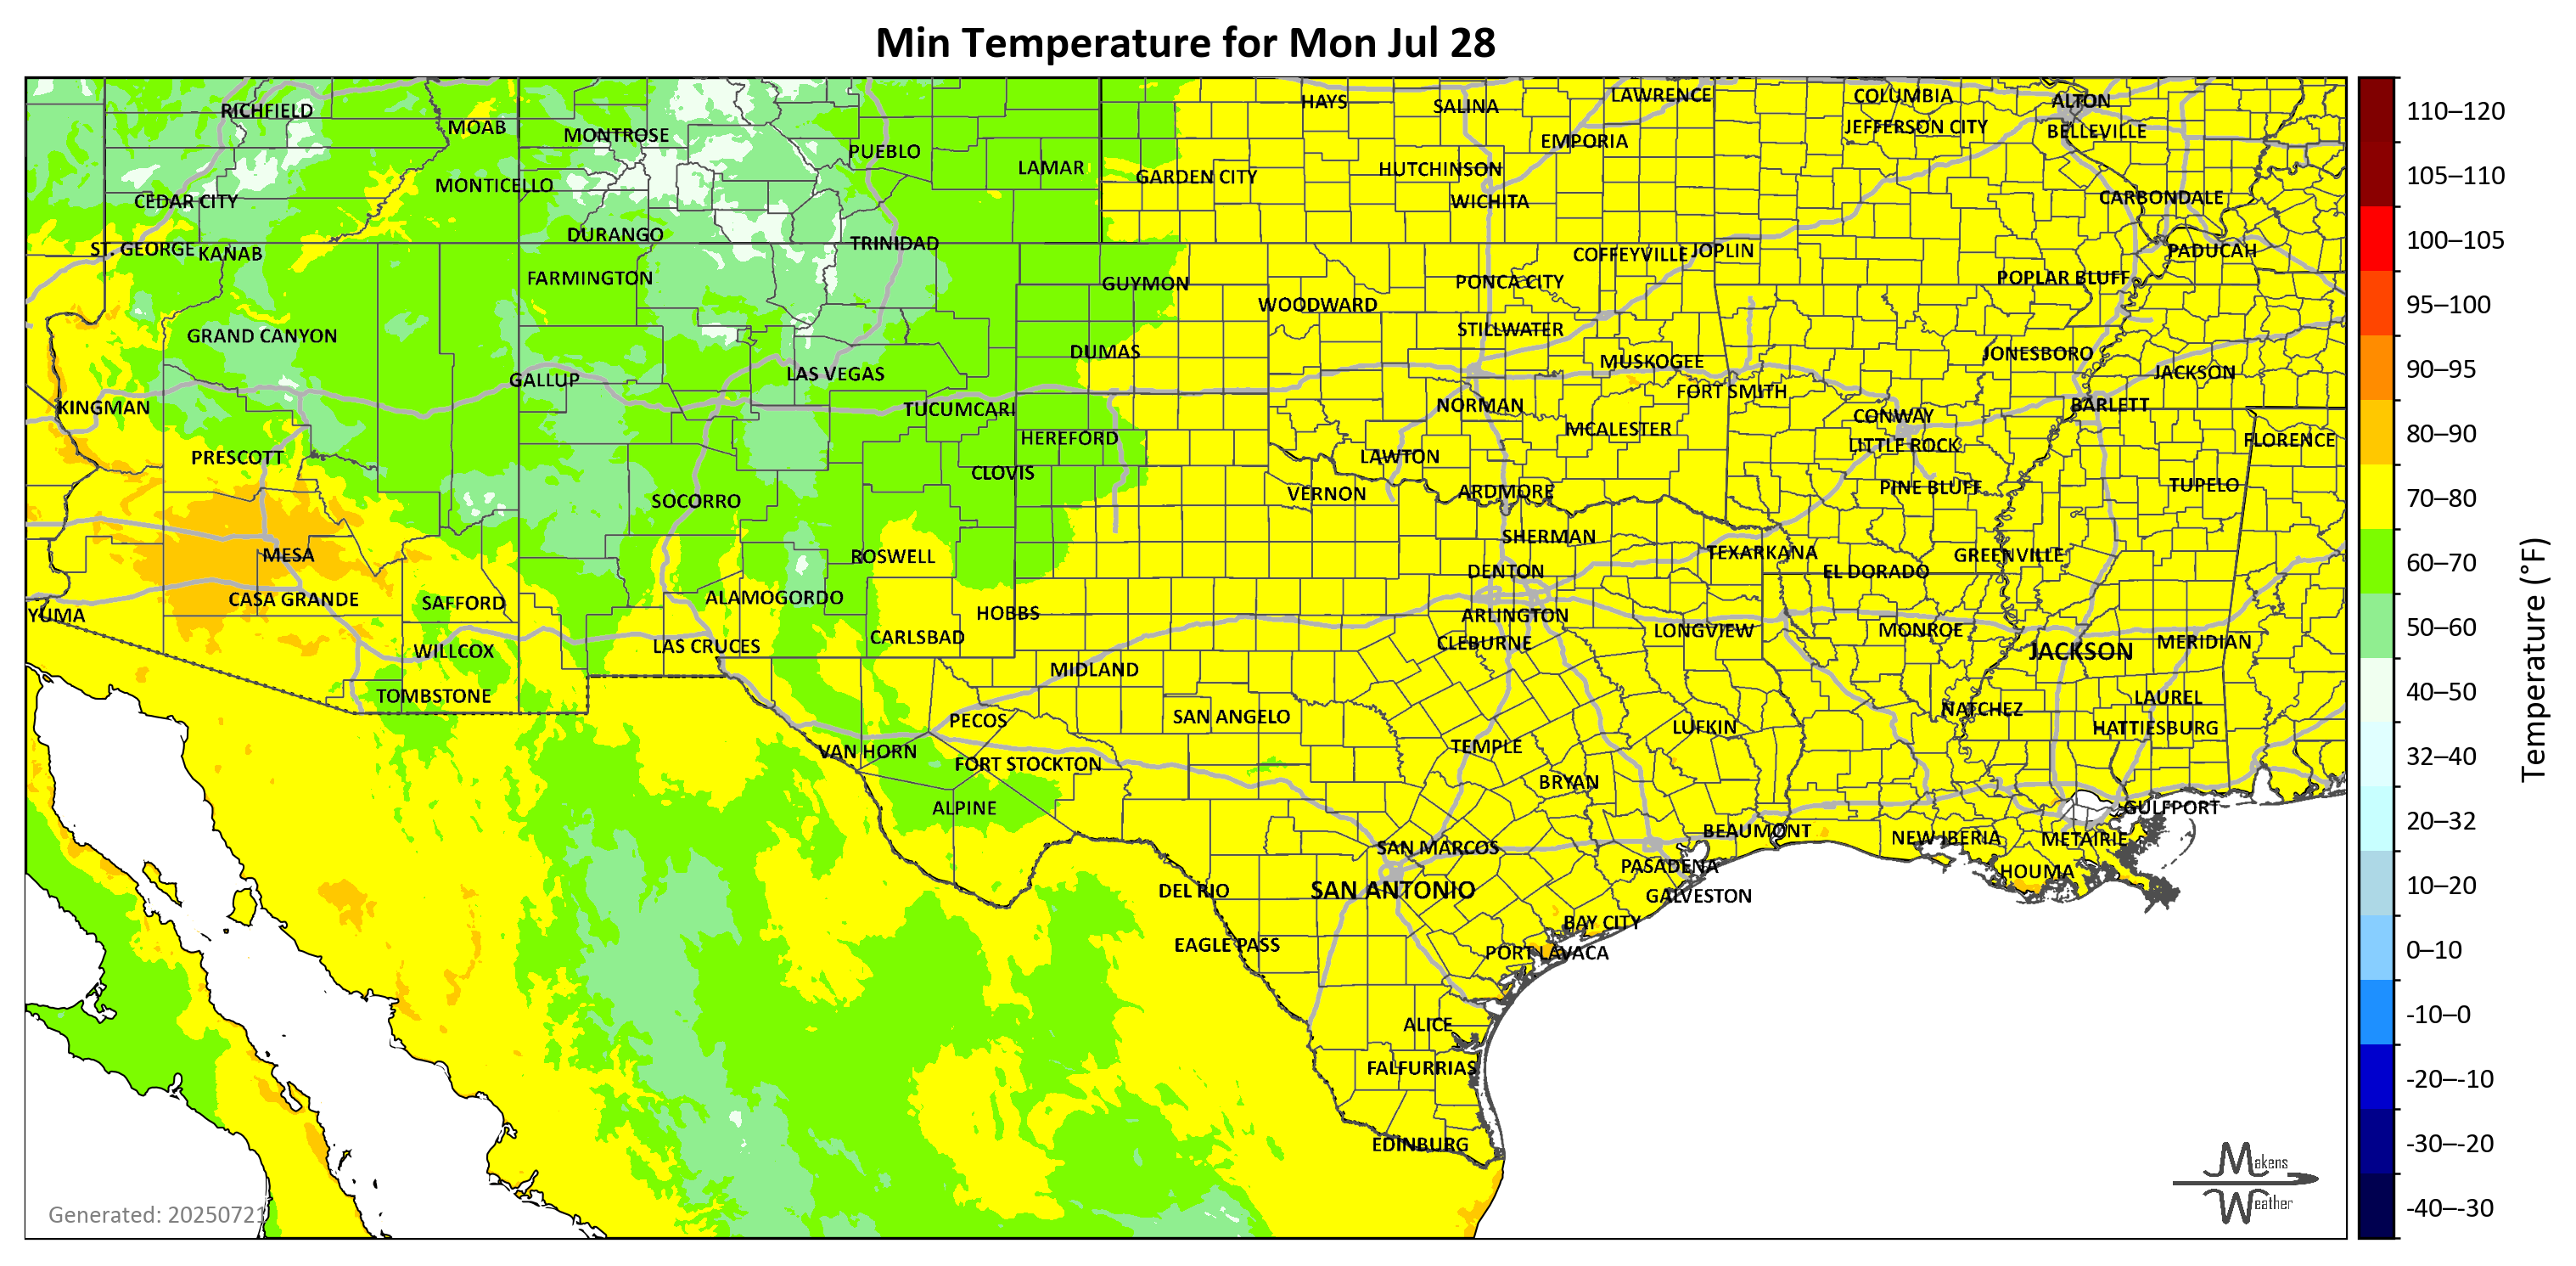 Min Temperature for Mon Jul 28
RICHFIELD
MOAB
MONTROSE
PUEBLO
LAMAR
HAYS
SALINA
LAWRENCE
COLUMBIA
ALTON
JEFFERSON CITY
BELLEVILLE
EMPORIA
GARDEN CITY
HUTCHINSON
WICHITA
CARBONDALE
MONTICELLO
CEDAR CITY
DURANGO
TRINIDAD
ST. GEORGE
KANAB
FARMINGTON
GUYMON
COFFEYVILLE
JOPLIN
PADUCAH
PONCA CITY
POPLAR BLUFF
WOODWARD
GRAND CANYON
STILLWATER
DUMAS
MUSKOGEE
JONESBORO
GALLUP
LAS VEGAS
JACKSON
FORT SMITH
KINGMAN
TUCUMCARI
NORMAN
CONWAY
BARLETT
HEREFORD
MCALESTER
LITTLE ROCK
FLORENCE
PRESCOTT
CLOVIS
LAWTON
SOCORRO
VERNON
ARDMORE
PINE BLUFF
TUPELO
SHERMAN
MESA
ROSWELL
TEXARKANA
GREENVILLE
DENTON
EL DORADO
CASA GRANDE
SAFFORD
ALAMOGORDO
HOBBS
YUMA
ARLINGTON
CARLSBAD
CLEBURNE
LONGVIEW
MONROE
MERIDIAN
WILLCOX
LAS CRUCES
JACKSON
MIDLAND
TOMBSTONE
LAUREL
PECOS
SAN ANGELO
NATCHEZ
LUFKIN
HATTIESBURG
VAN HORN
TEMPLE
FORT STOCKTON
BRYAN
ALPINE
GULFPORT
BEAUMONT
NEW IBERIA
METAIRIE
SAN MARCOS
PASADENA
HOUMA
DEL RIO
SAN ANTONIO
GALVESTON
BAY CITY
EAGLE PASS
PORT LAVACA
ALICE
FALFURRIAS
EDINBURG
Generated: 20250721
Makens
Weather
110–120
105–110
100–105
95–100
90–95
80–90
70–80
60–70
50–60
40–50
32–40
20–32
10–20
0–10
-10–0
-20–-10
-30–-20
-40–-30
Temperature (°F)